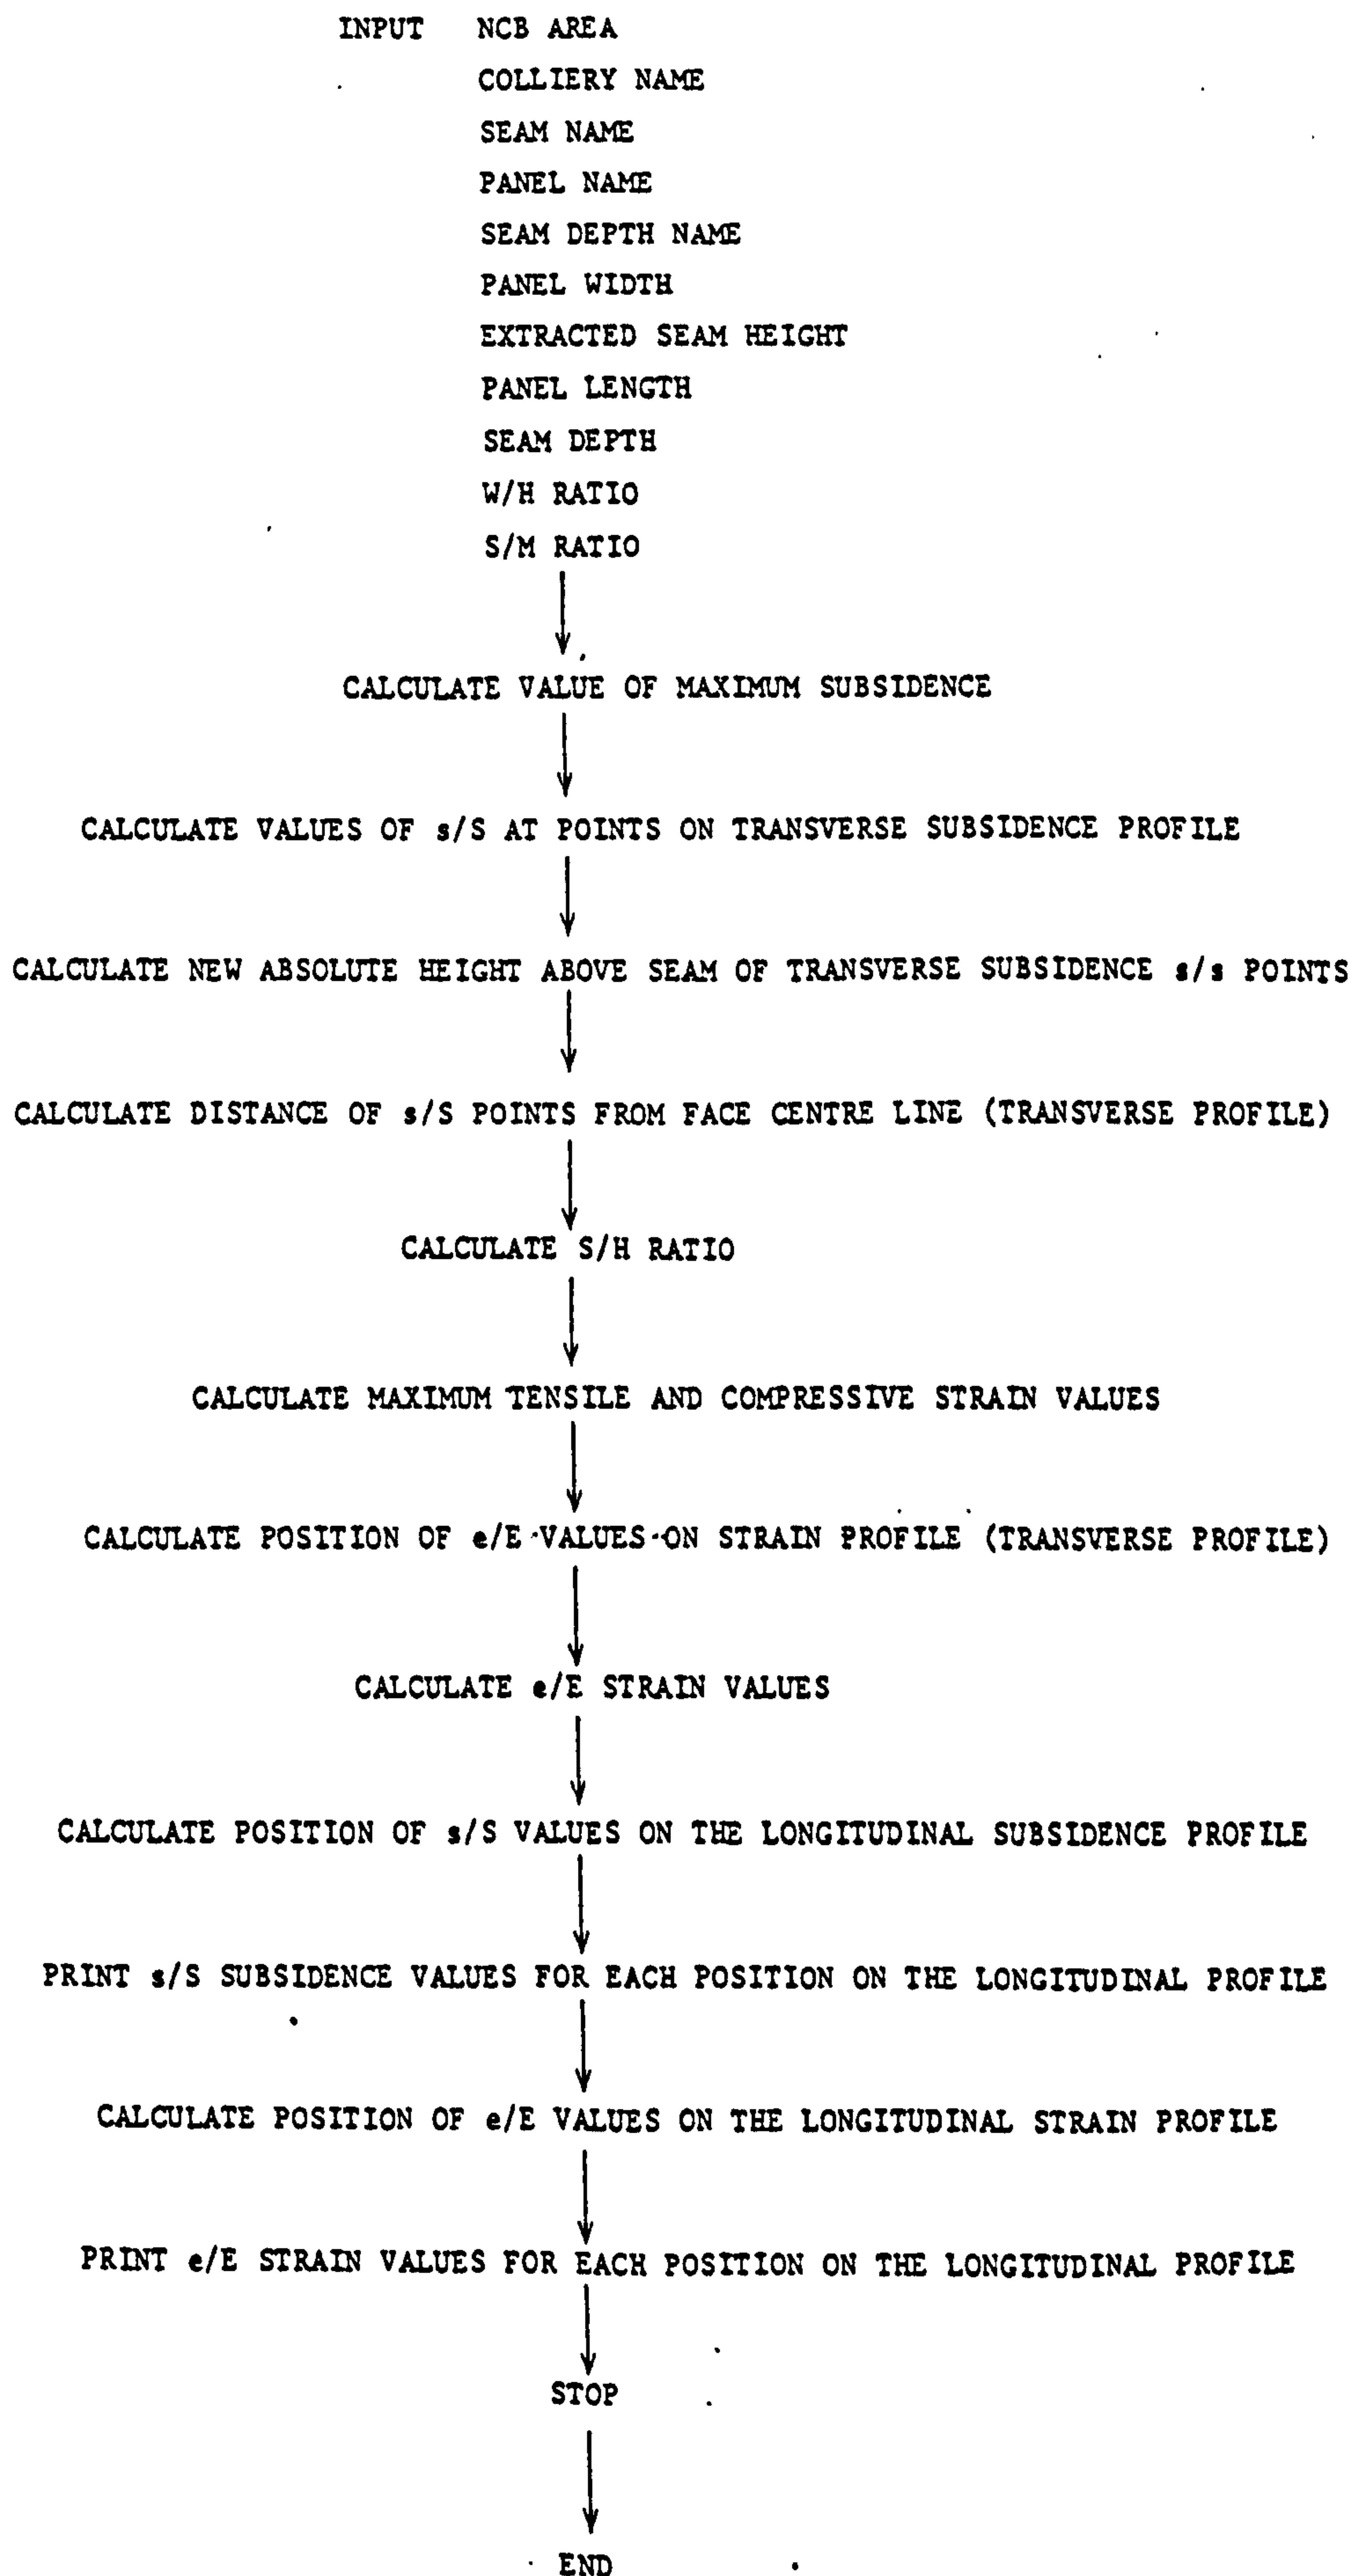 INPUT NCB AREA
COLLIERY NAME
SEAM NAME
PANEL NAME
SEAM DEPTH NAME
PANEL WIDTH
EXTRACTED SEAM HEIGHT
PANEL LENGTH
SEAM DEPTH
W/H RATIO
S/M RATIO
CALCULATE VALUE OF MAXIMUM SUBSIDENCE
CALCULATE VALUES OF s/S AT POINTS ON TRANSVERSE SUBSIDENCE PROFILE
CALCULATE NEW ABSOLUTE HEIGHT ABOVE SEAM OF TRANSVERSE SUBSIDENCE s/s POINTS
CALCULATE DISTANCE OF s/S POINTS FROM FACE CENTRE LINE (TRANSVERSE PROFILE)
CALCULATE S/H RATIO
CALCULATE MAXIMUM TENSILE AND COMPRESSIVE STRAIN VALUES
CALCULATE POSITION OF e/E VALUES ON STRAIN PROFILE (TRANSVERSE PROFILE)
CALCULATE e/E STRAIN VALUES
CALCULATE POSITION OF s/S VALUES ON THE LONGITUDINAL SUBSIDENCE PROFILE
PRINT s/S SUBSIDENCE VALUES FOR EACH POSITION ON THE LONGITUDINAL PROFILE
CALCULATE POSITION OF e/E VALUES ON THE LONGITUDINAL STRAIN PROFILE
PRINT e/E STRAIN VALUES FOR EACH POSITION ON THE LONGITUDINAL PROFILE
STOP
END